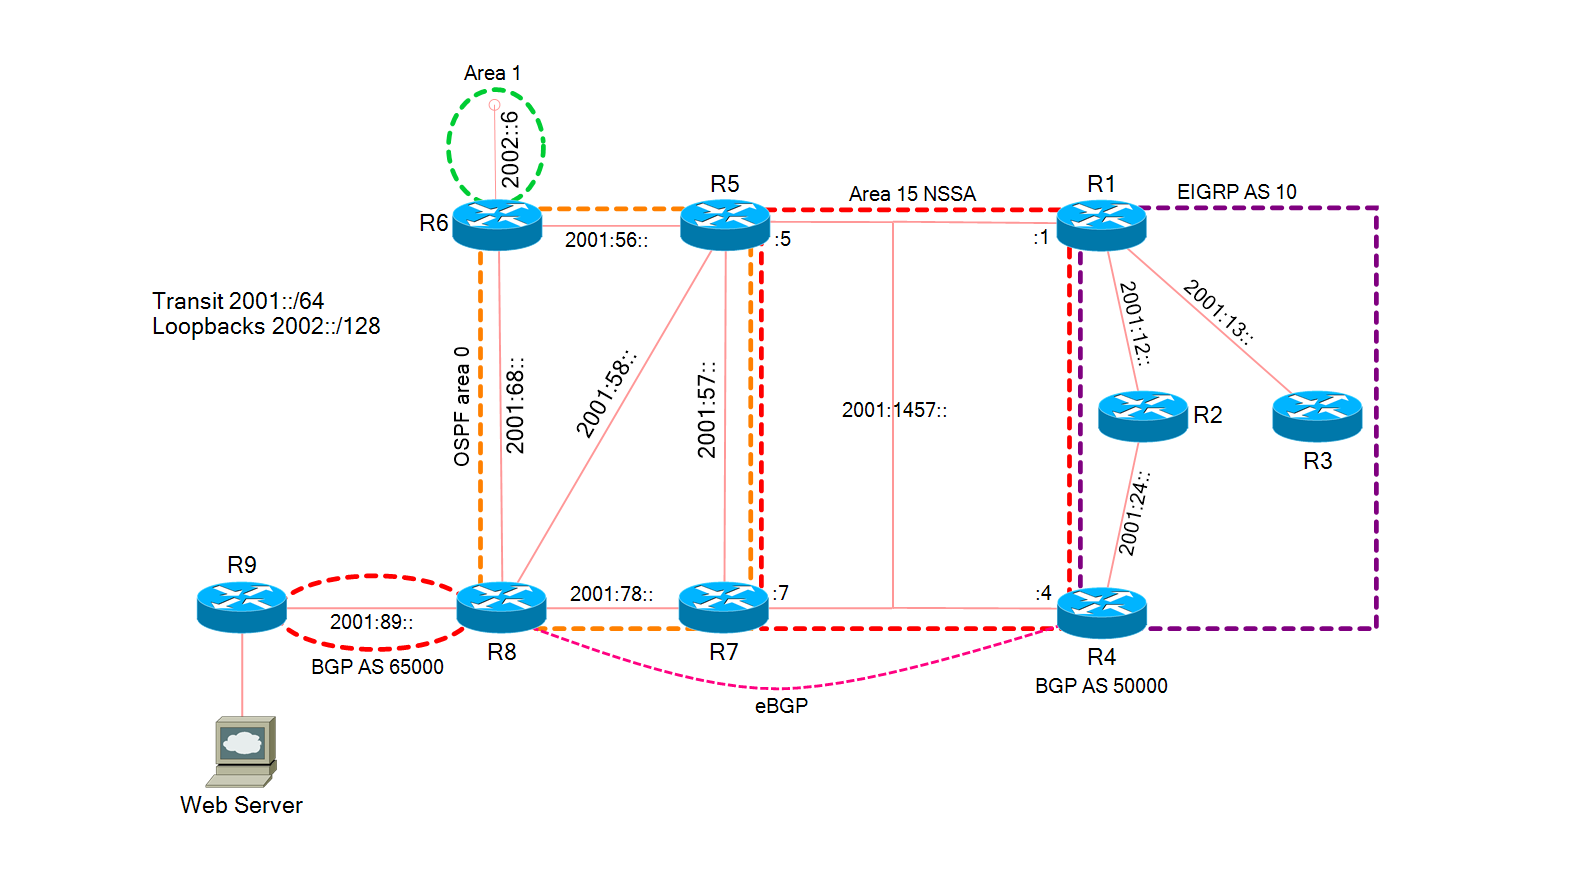 Area 1
2002::6
R6
R5
Area 15 NSSA
R1
EIGRP AS 10
2001:56::
:5
:1
Transit 2001::/64
Loopbacks 2002::/128
OSPF area 0
2001:68::
2001:58::
2001:57::
2001:1457::
2001:12::
2001:13::
R2
R3
2001:24::
R9
2001:89::
BGP AS 65000
R8
2001:78::
:7
R7
:4
R4
BGP AS 50000
eBGP
Web Server